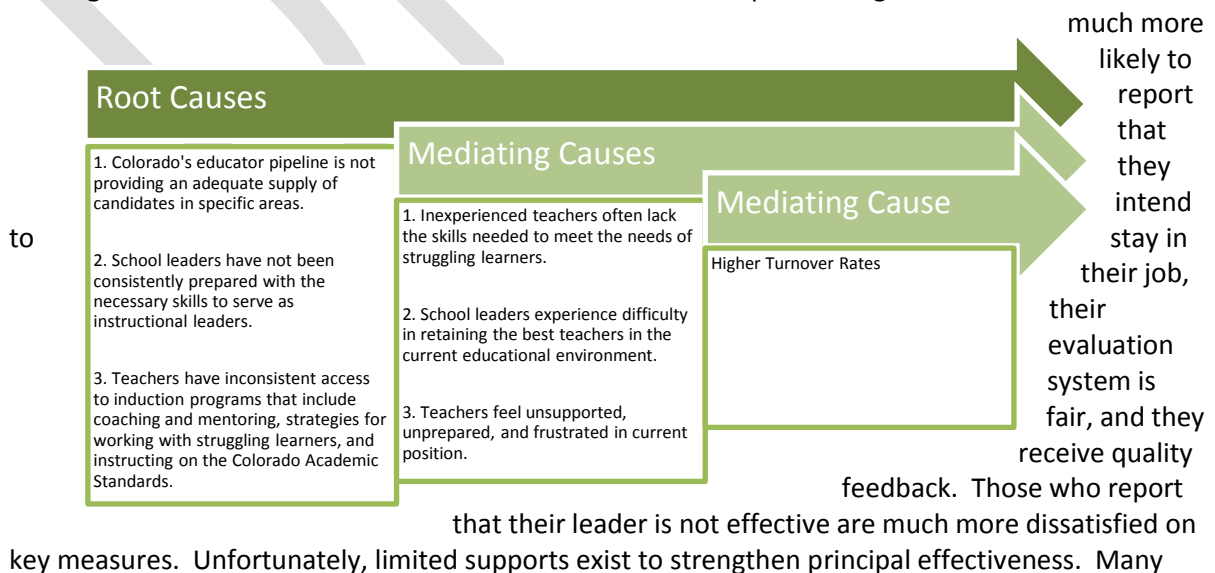 much more
likely to
report
that
they
intend
to
stay in
their job,
their
evaluation
system is
fair, and they
receive quality
feedback. Those who report
that their leader is not effective are much more dissatisfied on
key measures. Unfortunately, limited supports exist to strengthen principal effectiveness. Many
Root Causes
1. Colorado's educator pipeline is not
providing an adequate supply of
candidates in specific areas.
2. School leaders have not been
consistently prepared with the
necessary skills to serve as
instructional leaders.
3. Teachers have inconsistent access
to induction programs that include
coaching and mentoring, strategies for
working with struggling learners, and
instructing on the Colorado Academic
Standards.
Mediating Causes
1. Inexperienced teachers often lack
the skills needed to meet the needs of
struggling learners.
2. School leaders experience difficulty
in retaining the best teachers in the
current educational environment.
3. Teachers feel unsupported,
unprepared, and frustrated in current
position.
Mediating Cause
Higher Turnover Rates